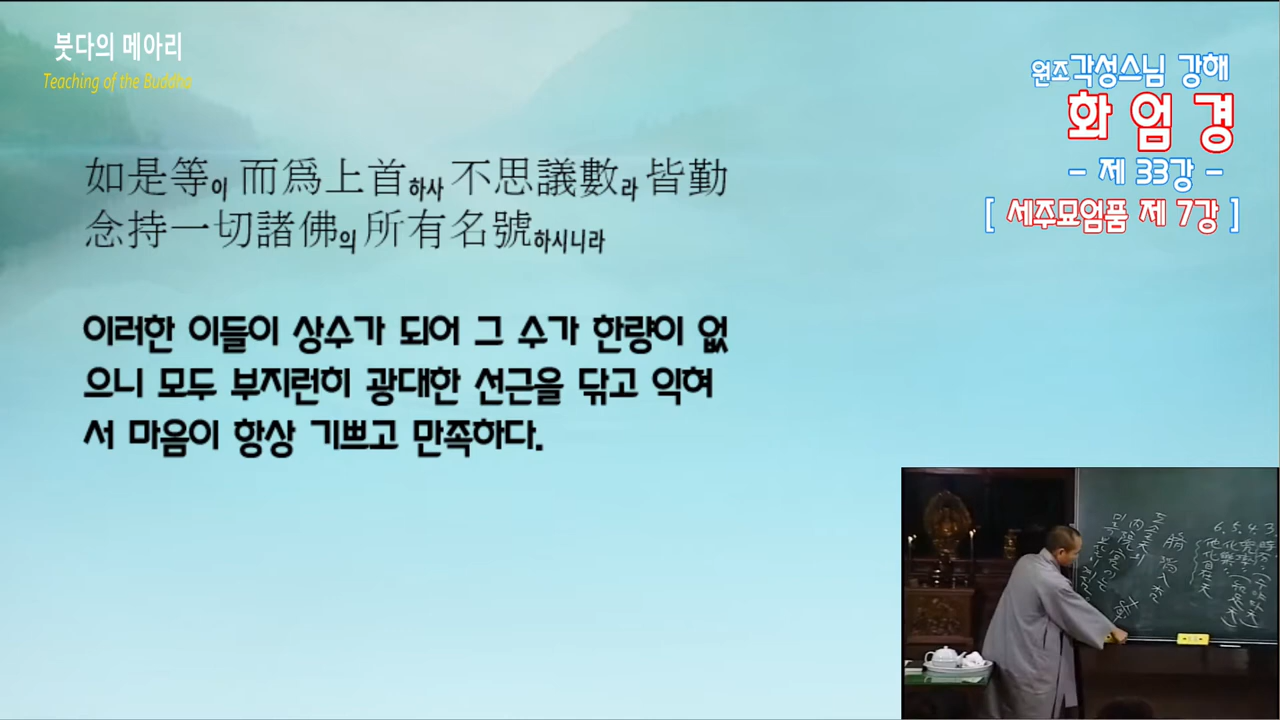 붓다의 메아리
Teaching of the Buddha
원조각성스님 강해
화엄경
- 제 33강 -
[ 세주묘엄품 제 7강 ]
如是等이 而爲上首하사 不思議數라 皆勤
念持一切諸佛의 所有名號하시니라
이러한 이들이 상수가 되어 그 수가 한량이 없
으니 모두 부지런히 광대한 선근을 닦고 익혀
서 마음이 항상 기쁘고 만족하다.
6. 5. 4. 3